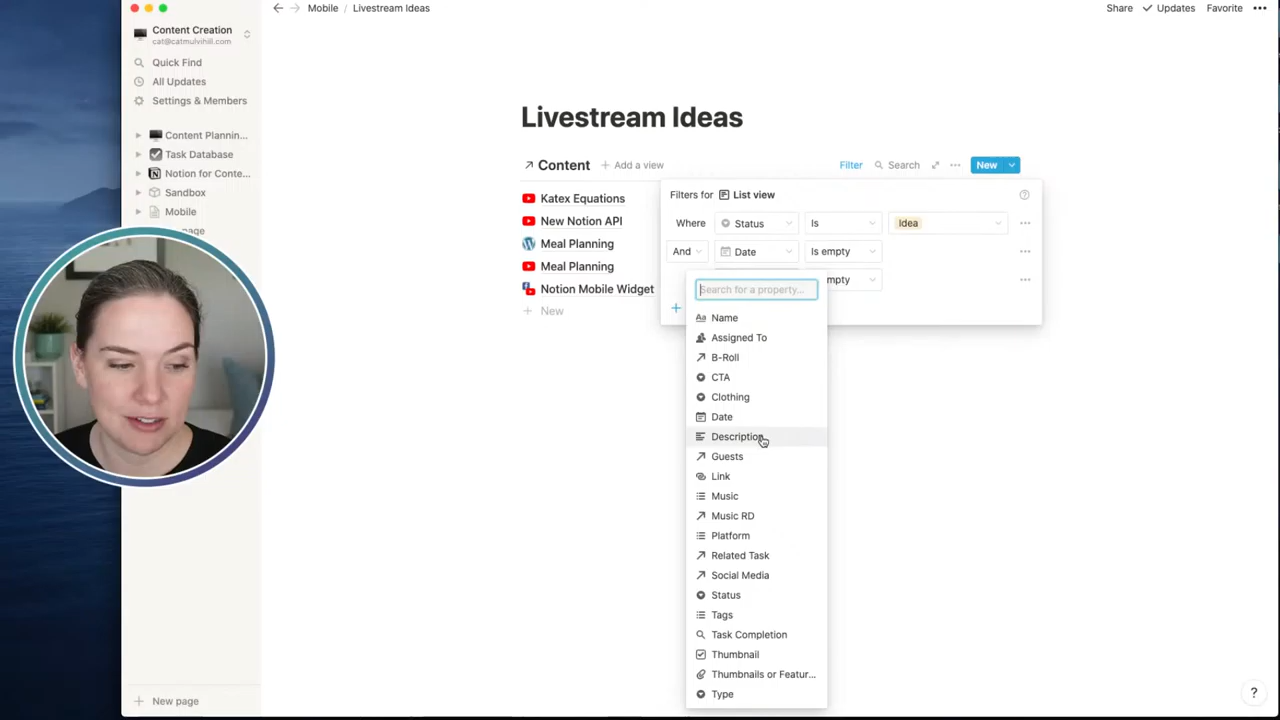 Mobile / Livestream Ideas
Share Updates Favorite
Content Creation
cat@catmulvihill.com
Quick Find
All Updates
Settings & Members
Content Plannin...
Task Database
Notion for Conte...
Sandbox
Mobile
page
New page
Livestream Ideas
Content Add a view
Filter Search New
Katex Equations
New Notion API
Meal Planning
Meal Planning
Notion Mobile Widget
New
Filters for List view
Where Status Is Idea
And Date Is empty
mpty
Search for a property...
Name
Assigned To
B-Roll
CTA
Clothing
Date
Description
Guests
Link
Music
Music RD
Platform
Related Task
Social Media
Status
Tags
Task Completion
Thumbnail
Thumbnails or Featur...
Type
?